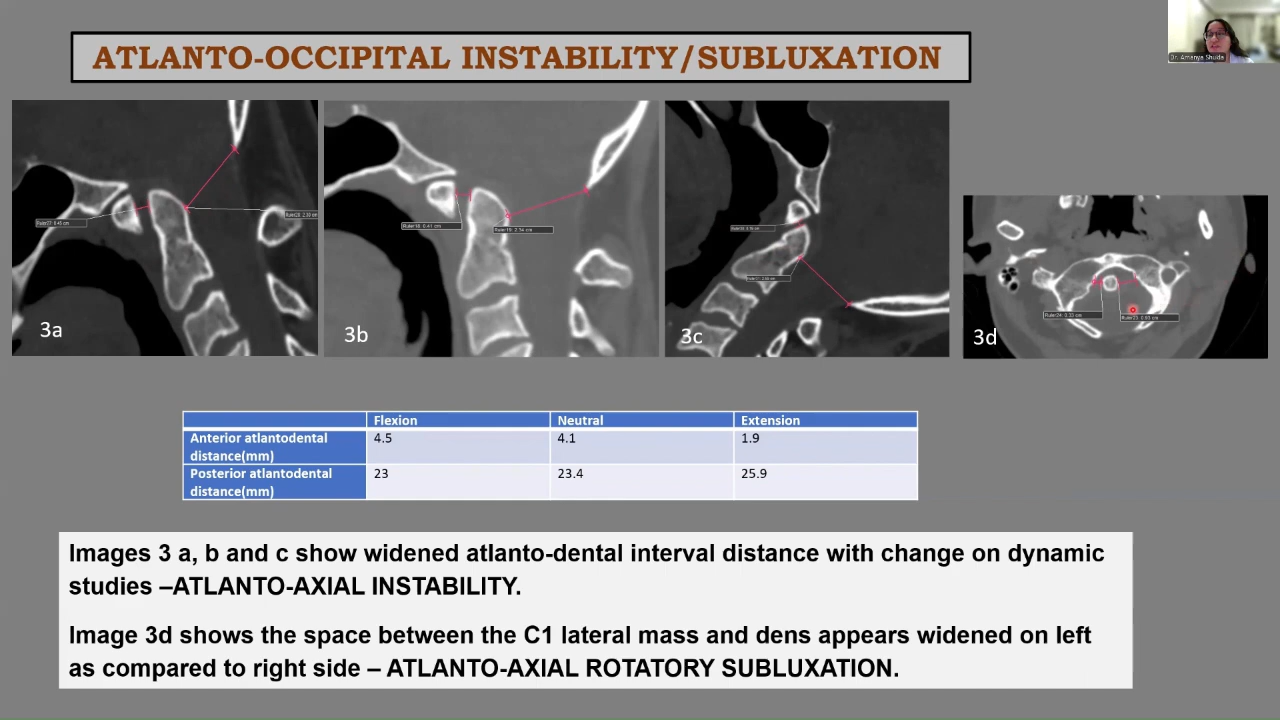 ATLANTO-OCCIPITAL INSTABILITY/SUBLUXATION
Dr. Amanya Shukla
3a
3b
3c
3d
Flexion Neutral Extension
Anterior atlantodental distance(mm) 4.5 4.1 1.9
Posterior atlantodental distance(mm) 23 23.4 25.9
Images 3 a, b and c show widened atlanto-dental interval distance with change on dynamic
studies –ATLANTO-AXIAL INSTABILITY.
Image 3d shows the space between the C1 lateral mass and dens appears widened on left
as compared to right side – ATLANTO-AXIAL ROTATORY SUBLUXATION.